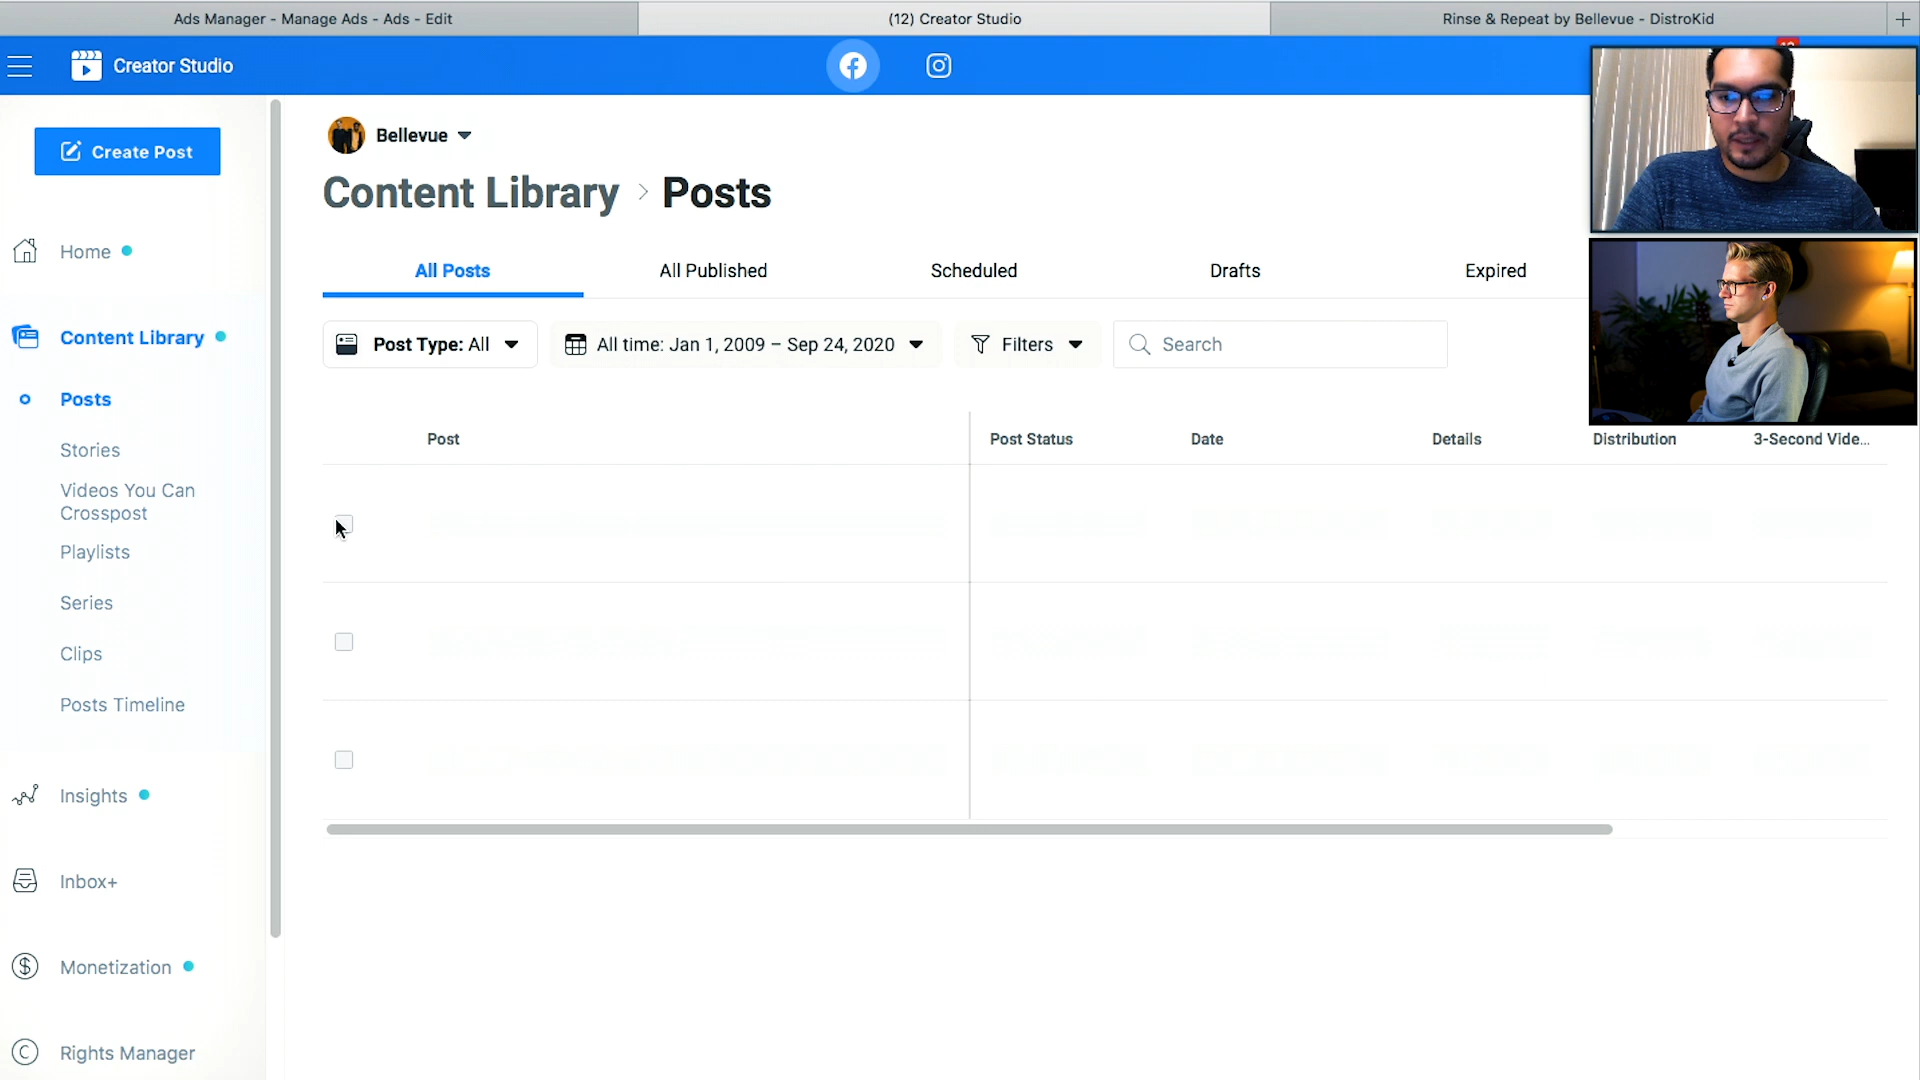 Ads Manager - Manage Ads - Ads - Edit
(12) Creator Studio
Rinse & Repeat by Bellevue - DistroKid
Creator Studio
Create Post
Bellevue
Content Library > Posts
Home
All Posts
All Published
Scheduled
Drafts
Expired
Content Library
Post Type: All
All time: Jan 1, 2009 – Sep 24, 2020
Filters
Search
Posts
Post
Post Status
Date
Details
Distribution
3-Second Vide...
Stories
Videos You Can
Crosspost
Playlists
Series
Clips
Posts Timeline
Insights
Inbox+
Monetization
Rights Manager